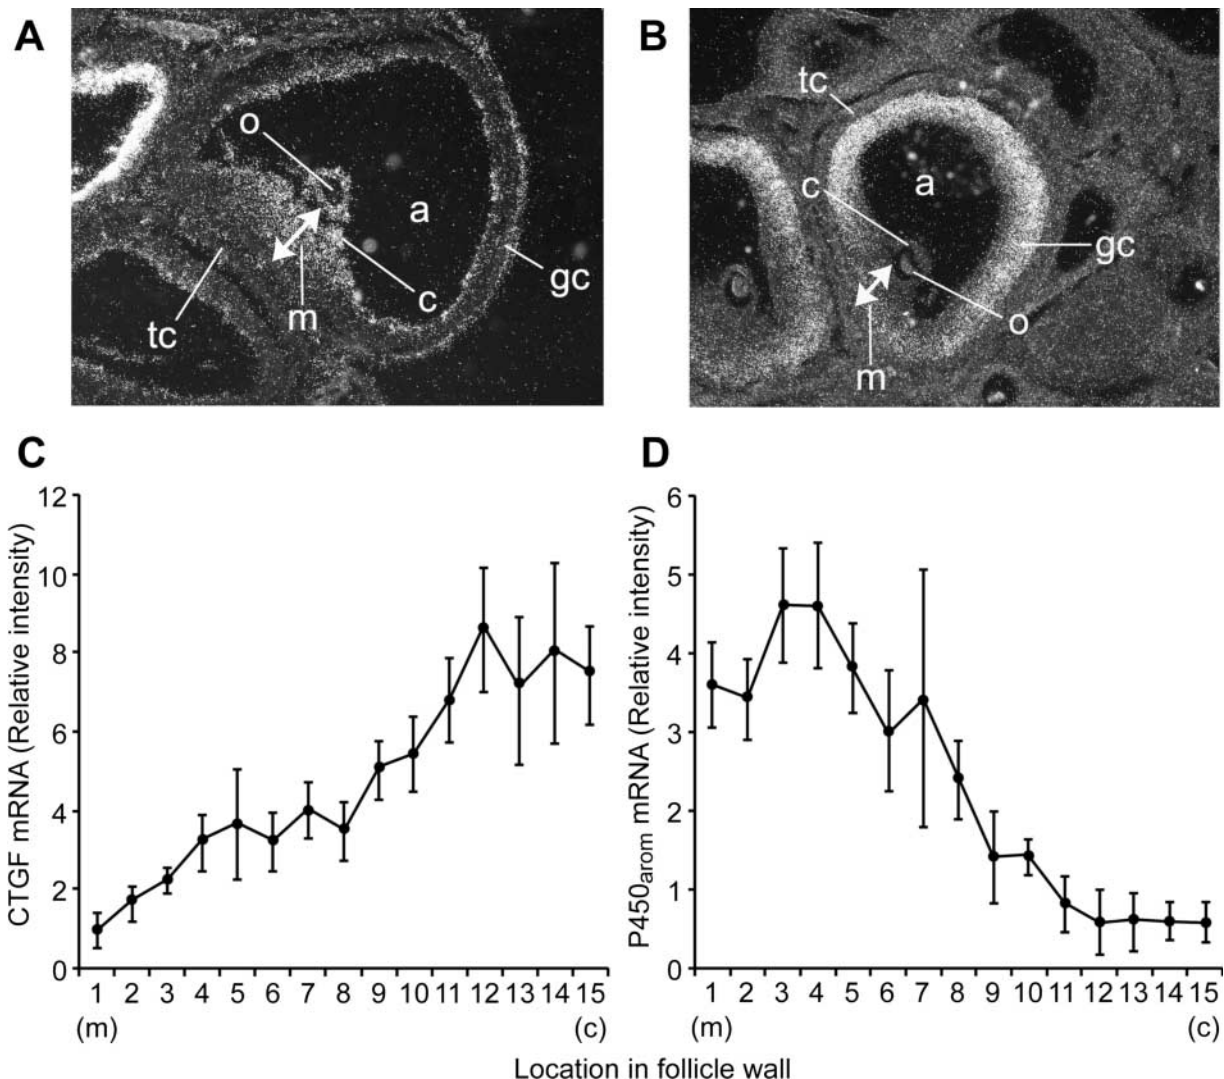 A
B
o
a
tc
m
c
gc
tc
c
a
gc
o
m
C
D
CTGF mRNA (Relative intensity)
12
10
8
6
4
2
0
1 2 3 4 5 6 7 8 9 10 11 12 13 14 15
(m) (c)
P450arom mRNA (Relative intensity)
6
5
4
3
2
1
0
1 2 3 4 5 6 7 8 9 10 11 12 13 14 15
(m) (c)
Location in follicle wall